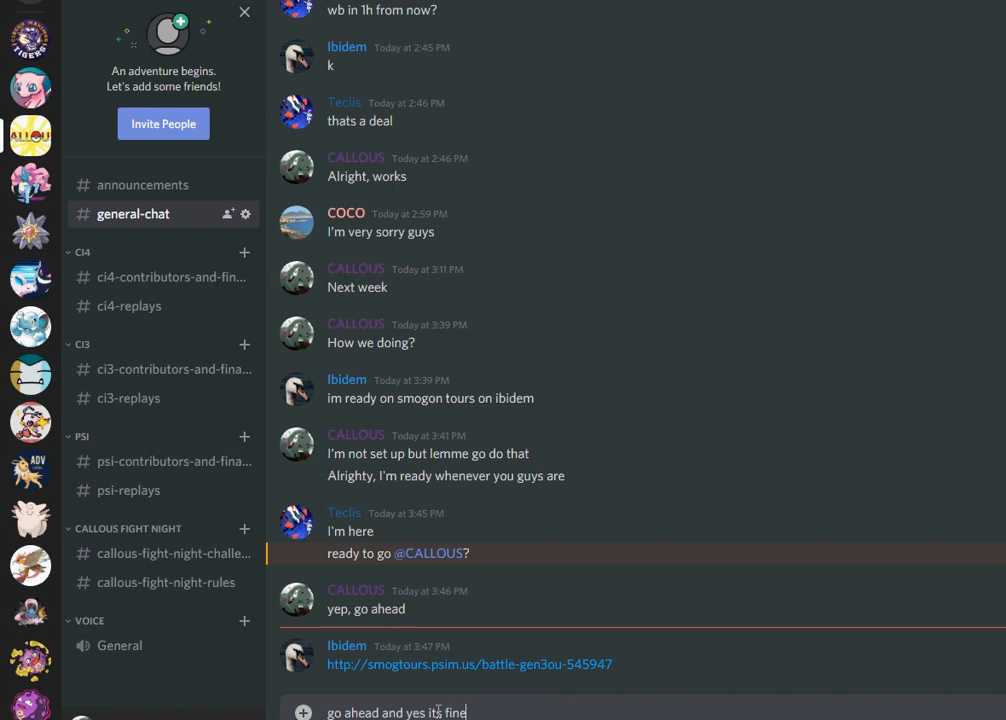 An adventure begins.
Let's add some friends!
Invite People
# announcements
# general-chat
CI4
# ci4-contributors-and-fin...
# ci4-replays
CI3
# ci3-contributors-and-fina...
# ci3-replays
PSI
# psi-contributors-and-fina...
# psi-replays
CALLOUS FIGHT NIGHT
# callous-fight-night-challe...
# callous-fight-night-rules
VOICE
General
wb in 1h from now?
Ibidem Today at 2:45 PM
k
Teclis Today at 2:46 PM
thats a deal
CALLOUS Today at 2:46 PM
Alright, works
COCO Today at 2:59 PM
I'm very sorry guys
CALLOUS Today at 3:11 PM
Next week
CALLOUS Today at 3:39 PM
How we doing?
Ibidem Today at 3:39 PM
im ready on smogon tours on ibidem
CALLOUS Today at 3:41 PM
I'm not set up but lemme go do that
Alrighty, I'm ready whenever you guys are
Teclis Today at 3:45 PM
I'm here
ready to go @CALLOUS?
CALLOUS Today at 3:46 PM
yep, go ahead
Ibidem Today at 3:47 PM
http://smogtours.psim.us/battle-gen3ou-545947
go ahead and yes its fine